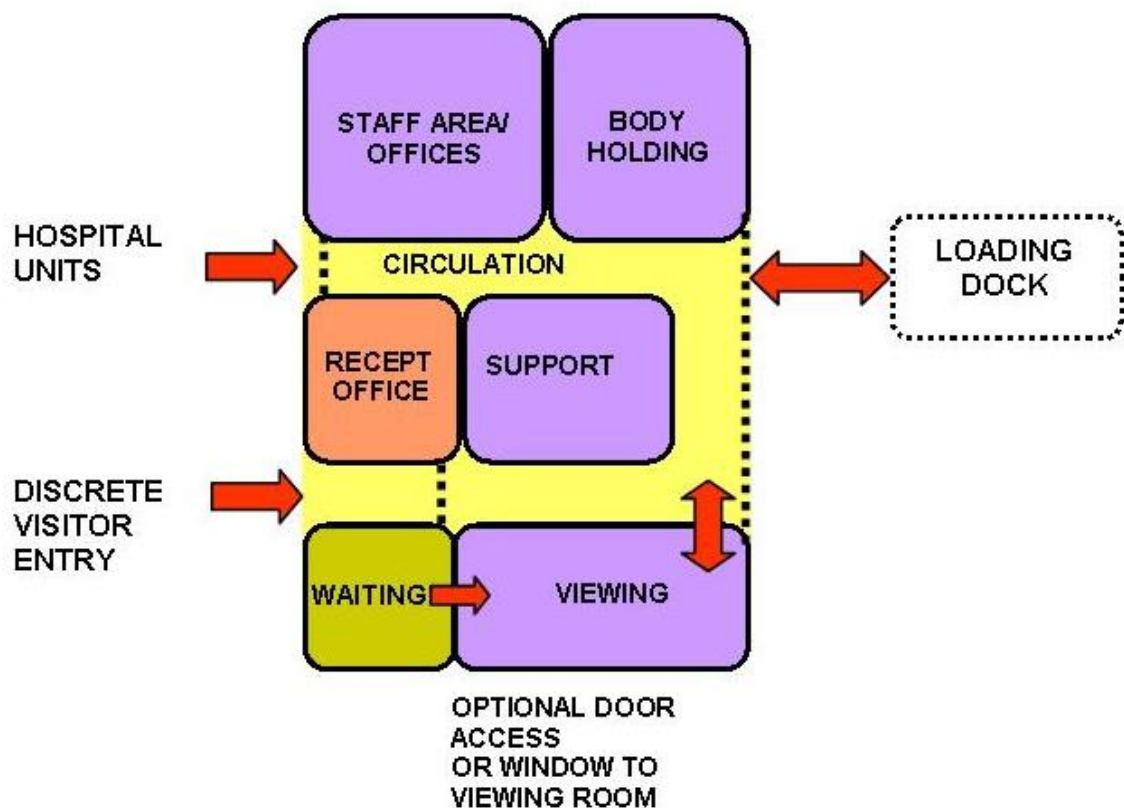 STAFF AREA/
OFFICES
BODY
HOLDING
HOSPITAL
UNITS
CIRCULATION
LOADING
DOCK
RECEPT
OFFICE
SUPPORT
DISCRETE
VISITOR
ENTRY
WAITING
VIEWING
OPTIONAL DOOR
ACCESS
OR WINDOW TO
VIEWING ROOM